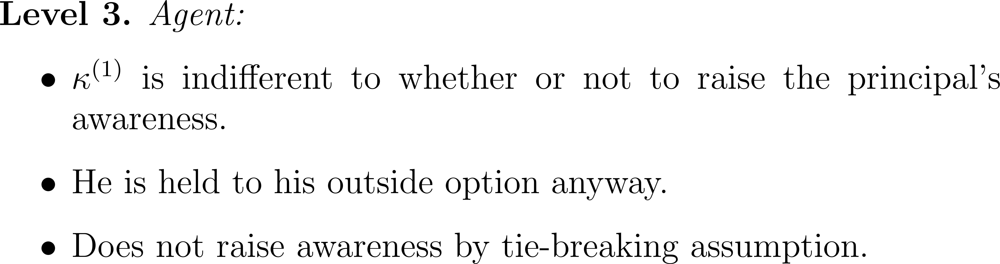 Level 3. Agent:
• κ⁽¹⁾ is indifferent to whether or not to raise the principal's
awareness.
• He is held to his outside option anyway.
• Does not raise awareness by tie-breaking assumption.